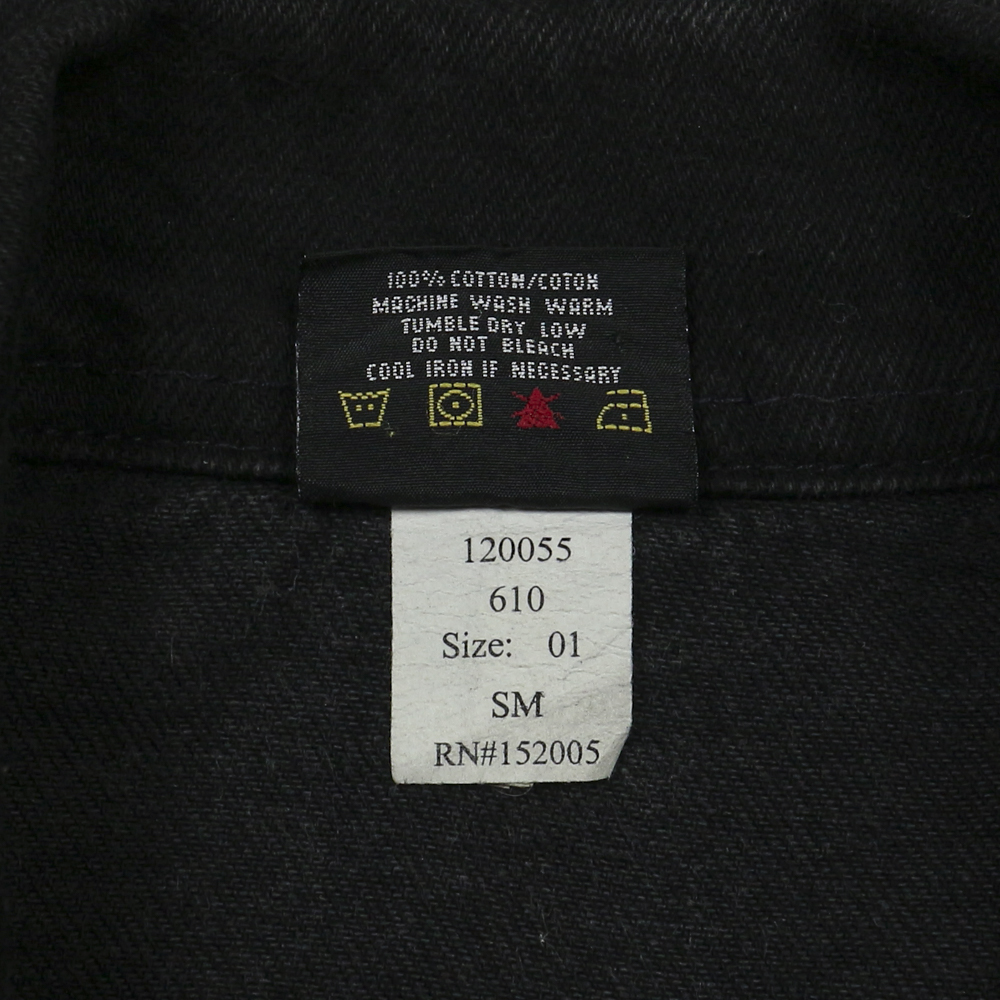 100% COTTON/COTON
MACHINE WASH WARM
TUMBLE DRY LOW
DO NOT BLEACH
COOL IRON IF NECESSARY
120055
610
Size: 01
SM
RN#152005